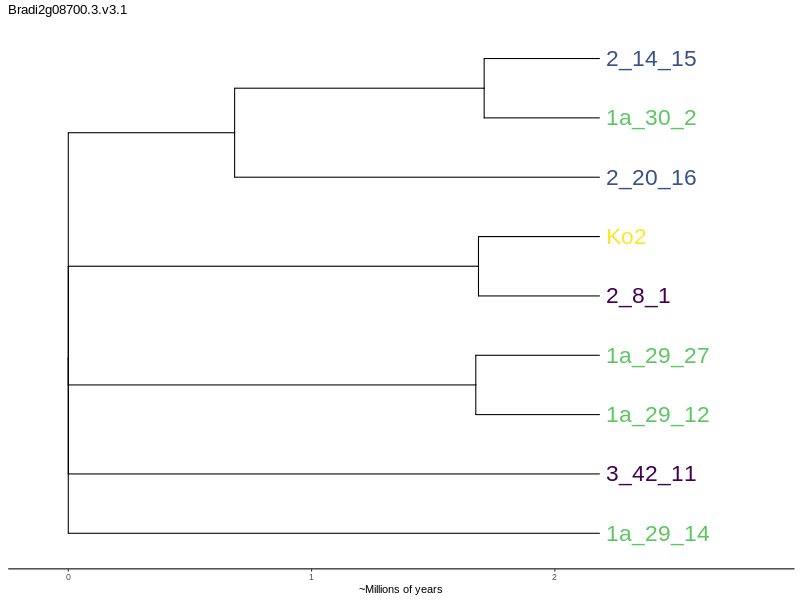 Bradi2g08700.3.v3.1
2_14_15
1a_30_2
2_20_16
Ko2
2_8_1
1a_29_27
1a_29_12
3_42_11
1a_29_14
0 1 2
~Millions of years